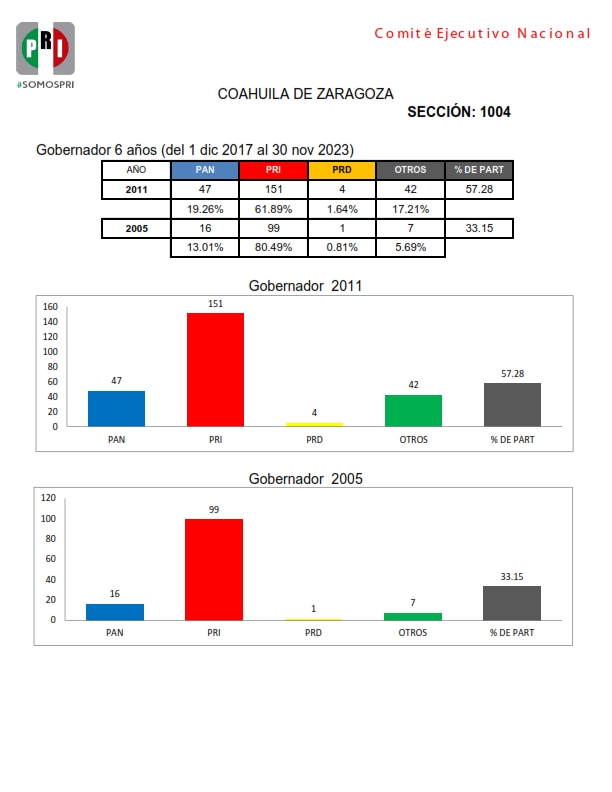 PRI
#SOMOSPRI
Comité Ejecutivo Nacional
COAHUILA DE ZARAGOZA
SECCIÓN: 1004
Gobernador 6 años (del 1 dic 2017 al 30 nov 2023)
AÑO PAN PRI PRD OTROS % DE PART
2011 47 151 4 42 57.28
19.26% 61.89% 1.64% 17.21%
2005 16 99 1 7 33.15
13.01% 80.49% 0.81% 5.69%
Gobernador 2011
160
140
120
100
80
60
40
20
0
47
151
4
42
57.28
PAN PRI PRD OTROS % DE PART
Gobernador 2005
120
100
80
60
40
20
0
16
99
1
7
33.15
PAN PRI PRD OTROS % DE PART